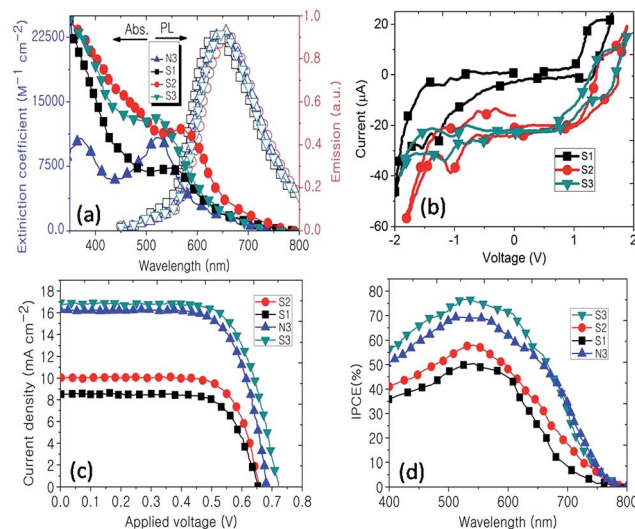 Abs. PL
N3
S1
S2
S3
(a)
Extiniction coefficient (M⁻¹ cm⁻²)
22500
15000
7500
0.0
Emission (a.u.)
1.0
0.8
0.6
0.4
0.2
0.0
400 500 600 700 800
Wavelength (nm)
(b)
Current (µA)
20
0
-20
-40
-60
S1
S2
S3
-2 -1 0 1 2
Voltage (V)
(c)
Current density (mA cm⁻²)
18
16
14
12
10
8
6
4
2
0
S2
S1
N3
S3
0.0 0.1 0.2 0.3 0.4 0.5 0.6 0.7 0.8
Applied voltage (V)
(d)
IPCE(%)
80
70
60
50
40
30
20
10
0
S3
S2
S1
N3
400 500 600 700 800
Wavelength (nm)